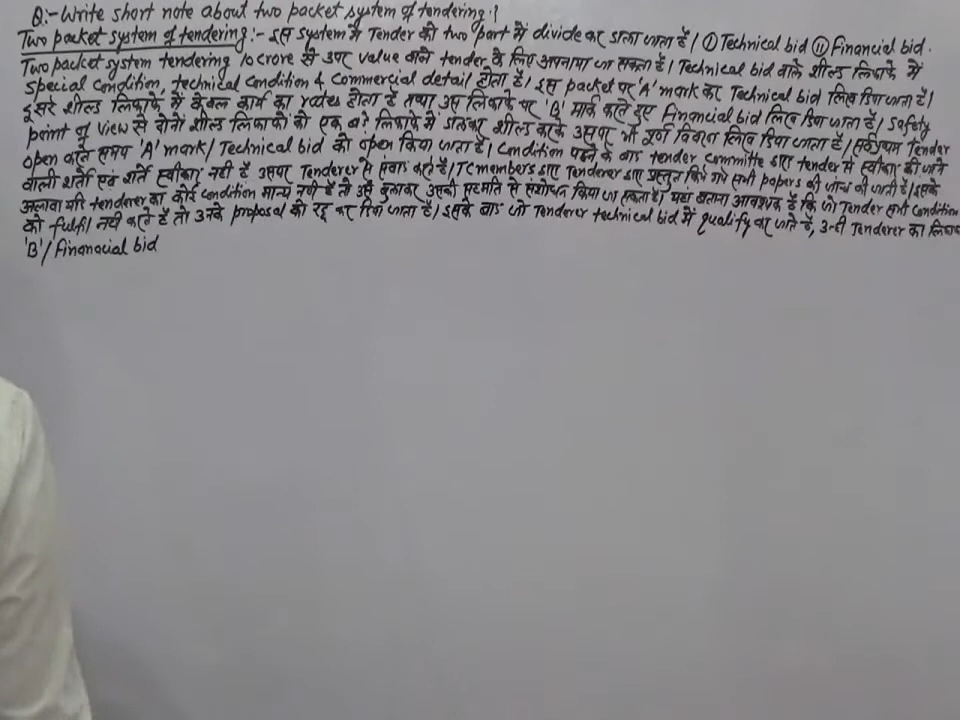 Q:- Write short note about two packet system of tendering ?
Two packet system of tendering :- इस system में Tender को two part में divide कर डाला जाता है। (i) Technical bid (ii) Financial bid.
Two packet system tendering 10 crore से उपर value वाले tender के लिए अपनाया जा सकता है। Technical bid वाले शील्ड लिफाफे में
special condition, technical condition & commercial detail होता है। इस packet पर 'A' mark कर Technical bid लिख दिया जाता है।
दूसरे शील्ड लिफाफे में केवल कार्य का rates होता है तथा उस लिफाफे पर 'B' मार्क करते हुए Financial bid लिख दिया जाता है। Safety
point of view से दोनों शील्ड लिफाफों को एक बड़े लिफाफे में डालकर शील्ड करके उसपर भी पूर्ण विवरण लिख दिया जाता है। सर्वप्रथम Tender
open करते समय 'A' mark/Technical bid को open किया जाता है। Condition पढने के बाद tender committe द्वारा tender में स्वीकार की जाने
वाली शर्तों एवं शर्ते स्वीकार नही है उसपर Tenderer से संवाद करते है। TC members द्वारा Tenderer द्वारा प्रस्तुत किये गये सभी papers की जाँच की जाती है। इसके
अलावा यदि tenderer का कोई condition मान्य नही है तो उसे बुलाकर उसकी सहमति से संशोधन किया जा सकता है। यहां बताना आवश्यक है कि जो Tender सभी condition
को fulfil नही करते है तो उनके proposal को रद्द कर दिया जाता है। इसके बाद जो Tenderer technical bid में qualify कर जाते है, उन्ही Tenderer का
'B'/Finanacial bid